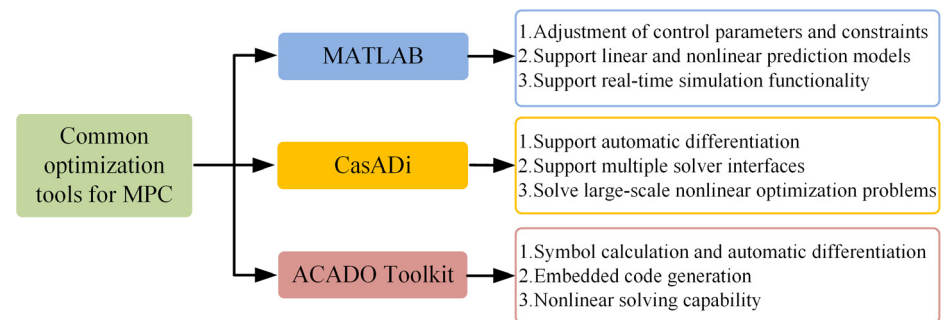 Common
optimization
tools for MPC
MATLAB
1.Adjustment of control parameters and constraints
2.Support linear and nonlinear prediction models
3.Support real-time simulation functionality
CasADi
1.Support automatic differentiation
2.Support multiple solver interfaces
3.Solve large-scale nonlinear optimization problems
ACADO Toolkit
1.Symbol calculation and automatic differentiation
2.Embedded code generation
3.Nonlinear solving capability